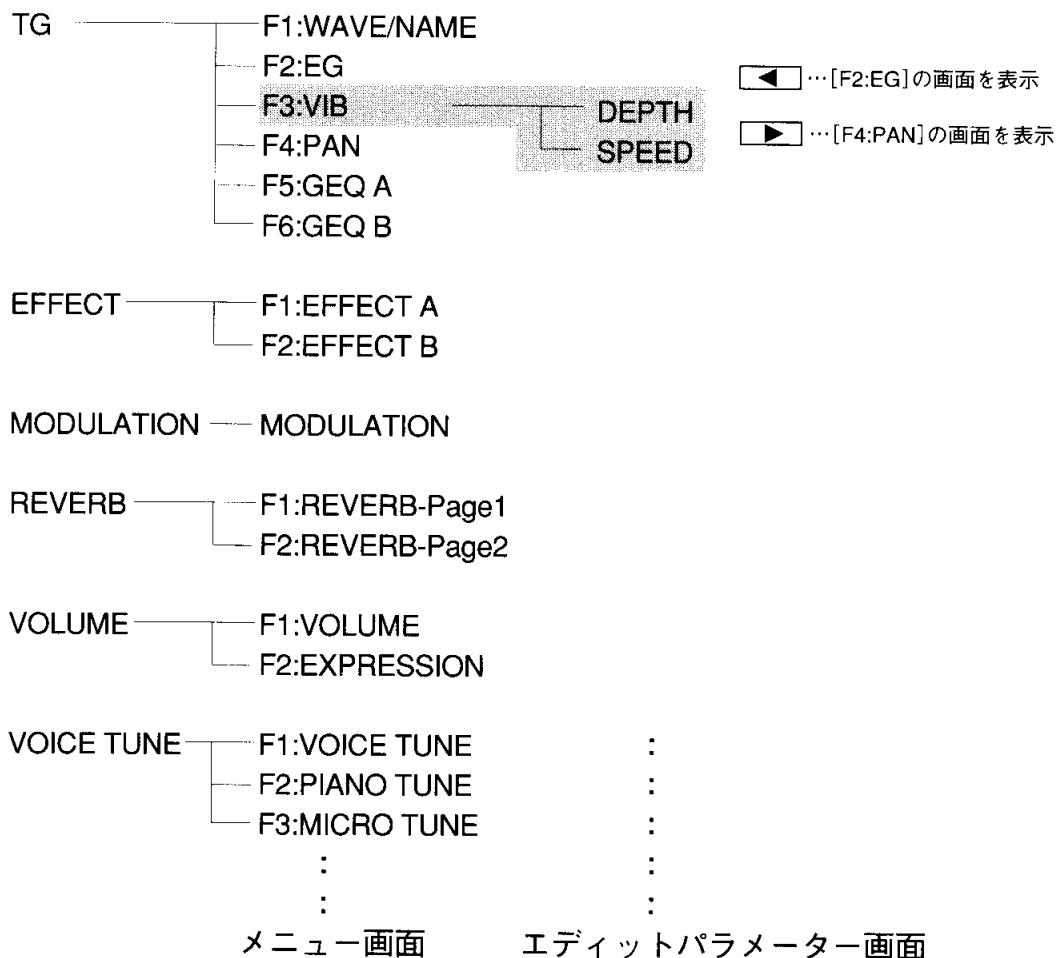 TG F1:WAVE/NAME
F2:EG
◀ …[F2:EG]の画面を表示
F3:VIB DEPTH
▶ …[F4:PAN]の画面を表示
F4:PAN SPEED
F5:GEQ A
F6:GEQ B
EFFECT F1:EFFECT A
F2:EFFECT B
MODULATION MODULATION
REVERB F1:REVERB-Page1
F2:REVERB-Page2
VOLUME F1:VOLUME
F2:EXPRESSION
VOICE TUNE F1:VOICE TUNE :
F2:PIANO TUNE :
F3:MICRO TUNE :
: :
: :
メニュー画面 エディットパラメーター画面